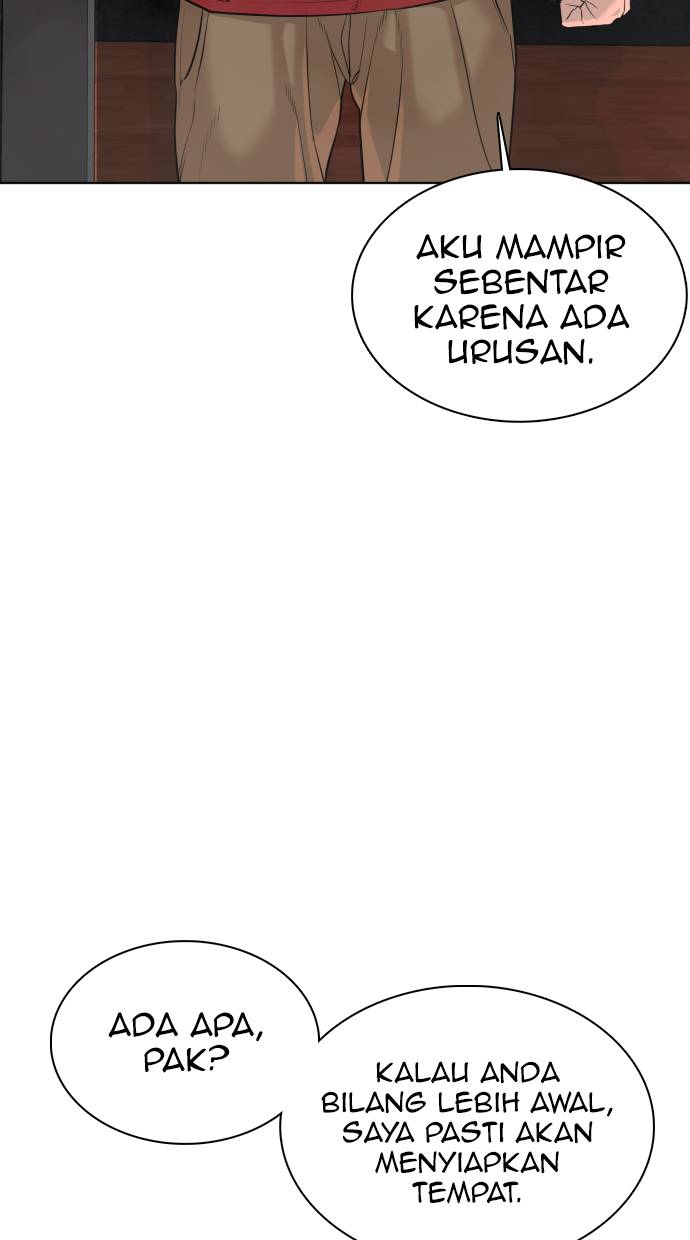 AKU MAMPIR
SEBENTAR
KARENA ADA
URUSAN.
ADA APA,
PAK?
KALAU ANDA
BILANG LEBIH AWAL,
SAYA PASTI AKAN
MENYIAPKAN
TEMPAT.